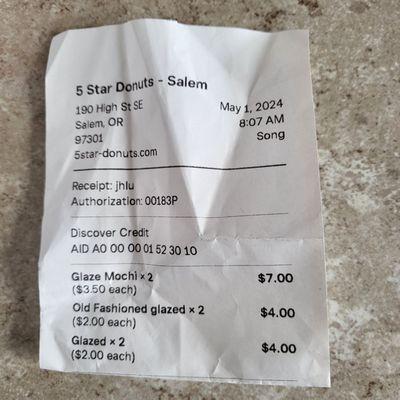 5 Star Donuts - Salem
190 High St SE
Salem, OR
97301
5star-donuts.com
May 1, 2024
8:07 AM
Song
Receipt: jhlu
Authorization: 00183P
Discover Credit
AID A0 00 00 01 52 30 10
Glaze Mochi × 2 $7.00
($3.50 each)
Old Fashioned glazed × 2 $4.00
($2.00 each)
Glazed × 2 $4.00
($2.00 each)